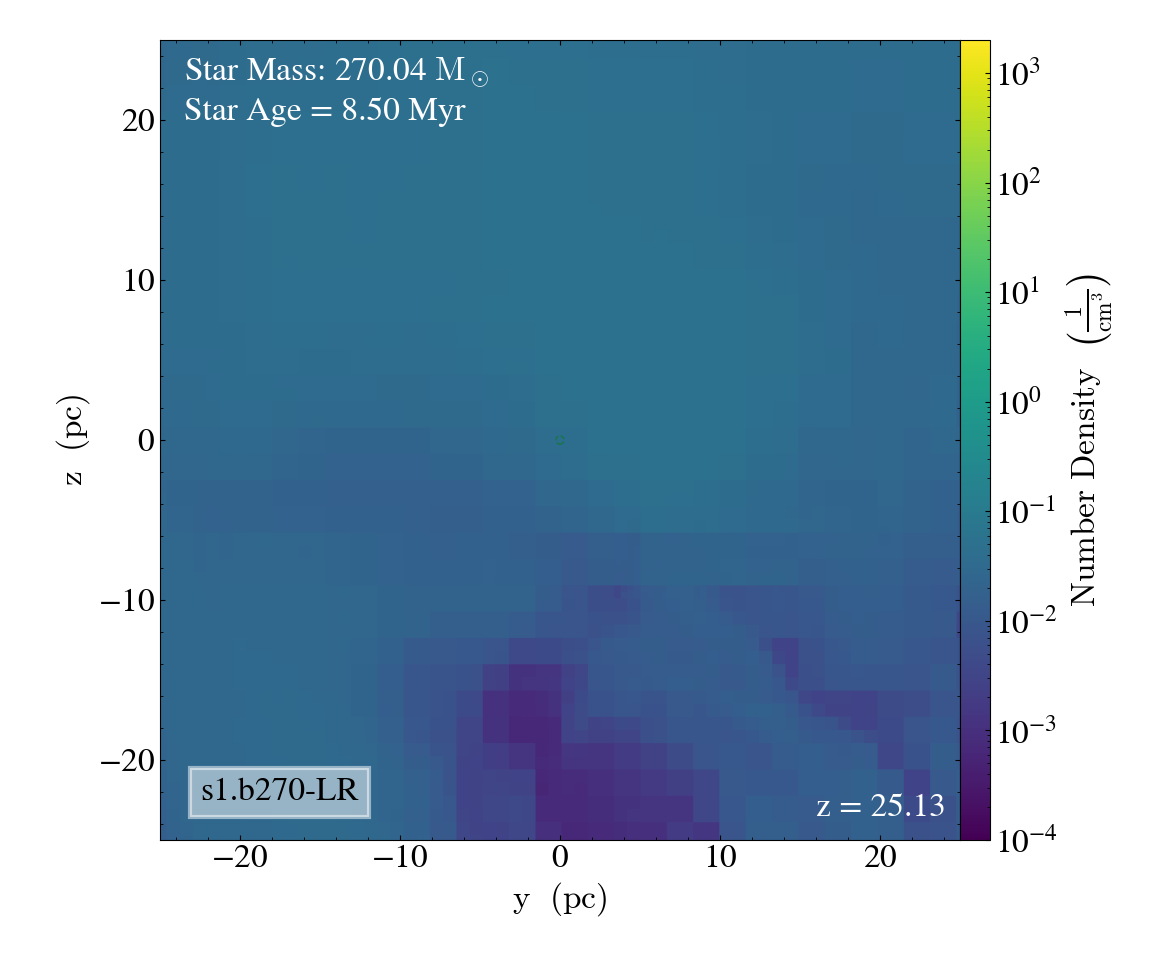 Star Mass: 270.04 M⊙
Star Age = 8.50 Myr
20
10
0
−10
−20
z (pc)
s1.b270-LR
z = 25.13
−20 −10 0 10 20
y (pc)
10³
10²
10¹
10⁰
10⁻¹
10⁻²
10⁻³
10⁻⁴
Number Density (1/cm³)